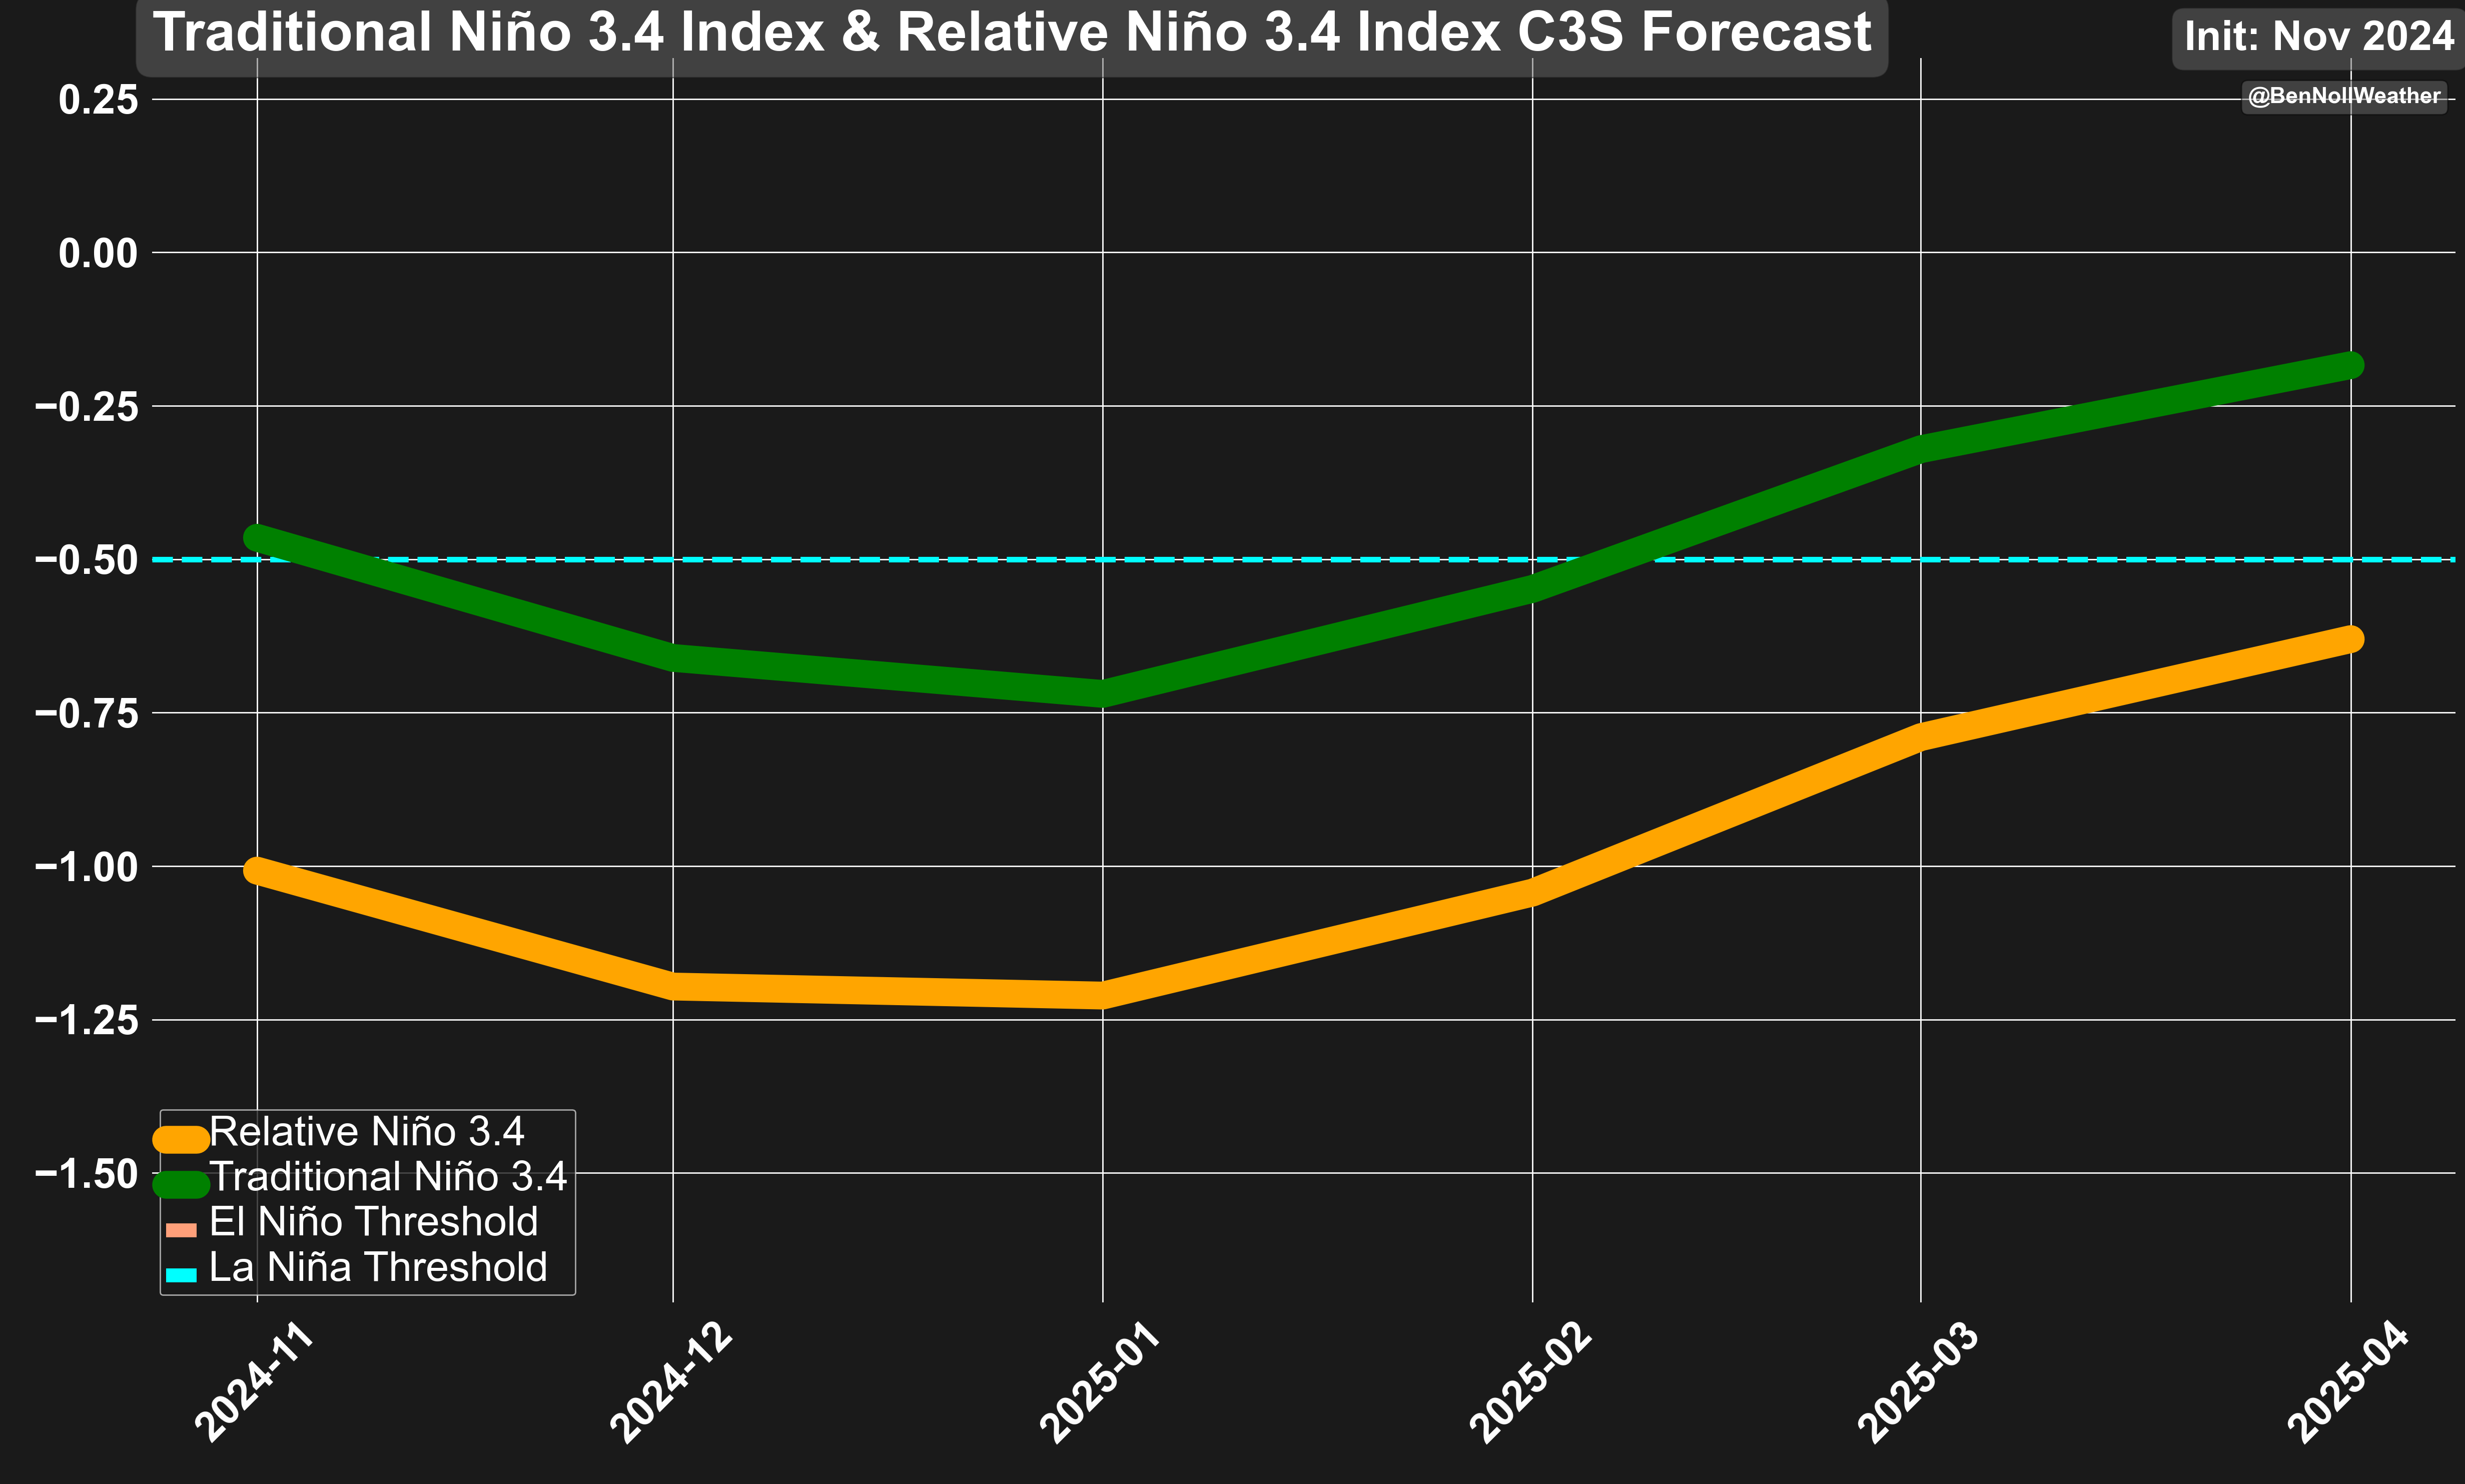 Traditional Niño 3.4 Index & Relative Niño 3.4 Index C3S Forecast
Init: Nov 2024
@BenNollWeather
0.25
0.00
−0.25
−0.50
−0.75
−1.00
−1.25
−1.50
Relative Niño 3.4
Traditional Niño 3.4
El Niño Threshold
La Niña Threshold
2024-11
2024-12
2025-01
2025-02
2025-03
2025-04